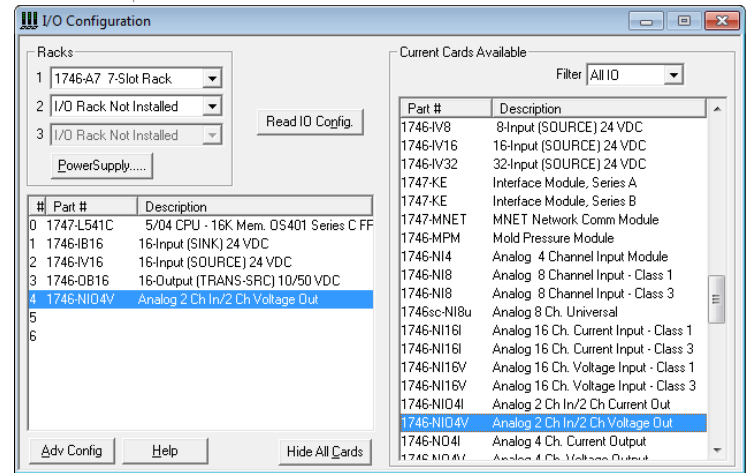 I/O Configuration
Racks
1 1746-A7 7-Slot Rack
2 I/O Rack Not Installed
3 I/O Rack Not Installed
PowerSupply.....
Read IO Config.
# Part # Description
0 1747-L541C 5/04 CPU - 16K Mem. OS401 Series C FF
1 1746-IB16 16-Input (SINK) 24 VDC
2 1746-IV16 16-Input (SOURCE) 24 VDC
3 1746-OB16 16-Output (TRANS-SRC) 10/50 VDC
4 1746-NIO4V Analog 2 Ch In/2 Ch Voltage Out
5
6
Adv Config
Help
Hide All Cards
Current Cards Available
Filter All IO
Part # Description
1746-IV8 8-Input (SOURCE) 24 VDC
1746-IV16 16-Input (SOURCE) 24 VDC
1746-IV32 32-Input (SOURCE) 24 VDC
1747-KE Interface Module, Series A
1747-KE Interface Module, Series B
1747-MNET MNET Network Comm Module
1746-MPM Mold Pressure Module
1746-NI4 Analog 4 Channel Input Module
1746-NI8 Analog 8 Channel Input - Class 1
1746-NI8 Analog 8 Channel Input - Class 3
1746sc-NI8u Analog 8 Ch. Universal
1746-NI16I Analog 16 Ch. Current Input - Class 1
1746-NI16I Analog 16 Ch. Current Input - Class 3
1746-NI16V Analog 16 Ch. Voltage Input - Class 1
1746-NI16V Analog 16 Ch. Voltage Input - Class 3
1746-NIO4I Analog 2 Ch In/2 Ch Current Out
1746-NIO4V Analog 2 Ch In/2 Ch Voltage Out
1746-NO4I Analog 4 Ch. Current Output
1746-NO4V Analog 4 Ch. Voltage Output